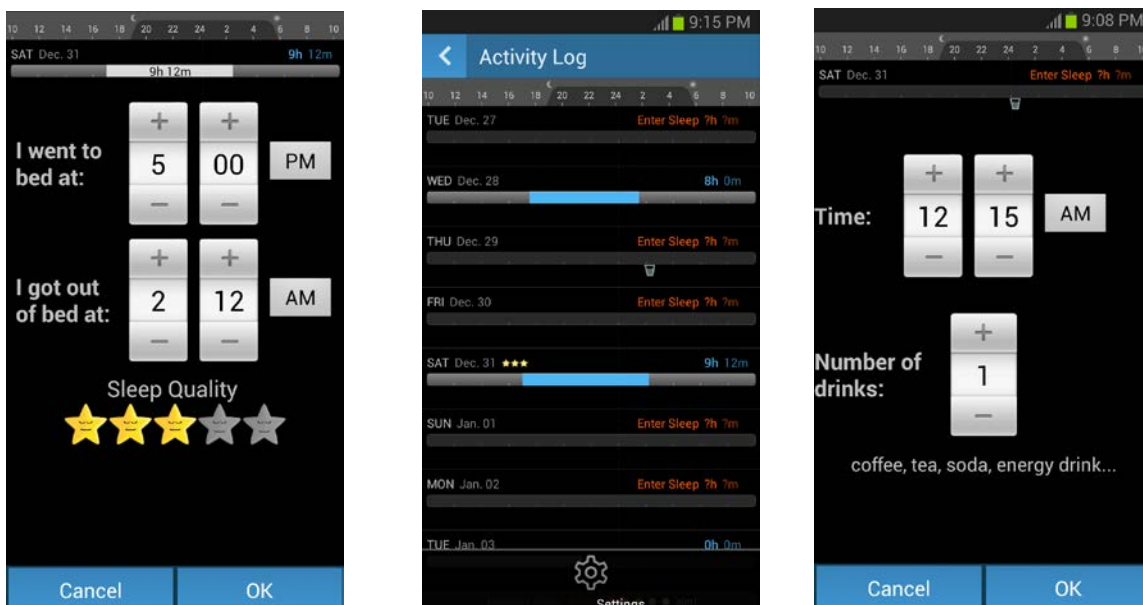 10 12 14 16 18 20 22 24 2 4 6 8 10
SAT Dec. 31 9h 12m
9h 12m
I went to
bed at:
+ +
5 00 PM
− −
I got out
of bed at:
+ +
2 12 AM
− −
Sleep Quality
Cancel OK
9:15 PM
Activity Log
10 12 14 16 18 20 22 24 2 4 6 8 10
TUE Dec. 27 Enter Sleep ?h ?m
WED Dec. 28 8h 0m
THU Dec. 29 Enter Sleep ?h ?m
FRI Dec. 30 Enter Sleep ?h ?m
SAT Dec. 31 9h 12m
SUN Jan. 01 Enter Sleep ?h ?m
MON Jan. 02 Enter Sleep ?h ?m
TUE Jan. 03 0h 0m
Settings
9:08 PM
10 12 14 16 18 20 22 24 2 4 6 8
SAT Dec. 31 Enter Sleep ?h ?m
Time:
+ +
12 15 AM
− −
Number of
drinks:
+
1
−
coffee, tea, soda, energy drink...
Cancel OK